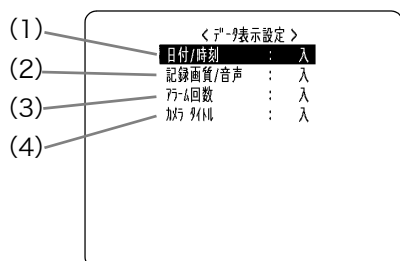 <ﾃﾞｰﾀ表示設定>
(1) 日付/時刻 : 入
(2) 記録画質/音声 : 入
(3) ｱﾗｰﾑ回数 : 入
(4) ｶﾒﾗ ﾀｲﾄﾙ : 入